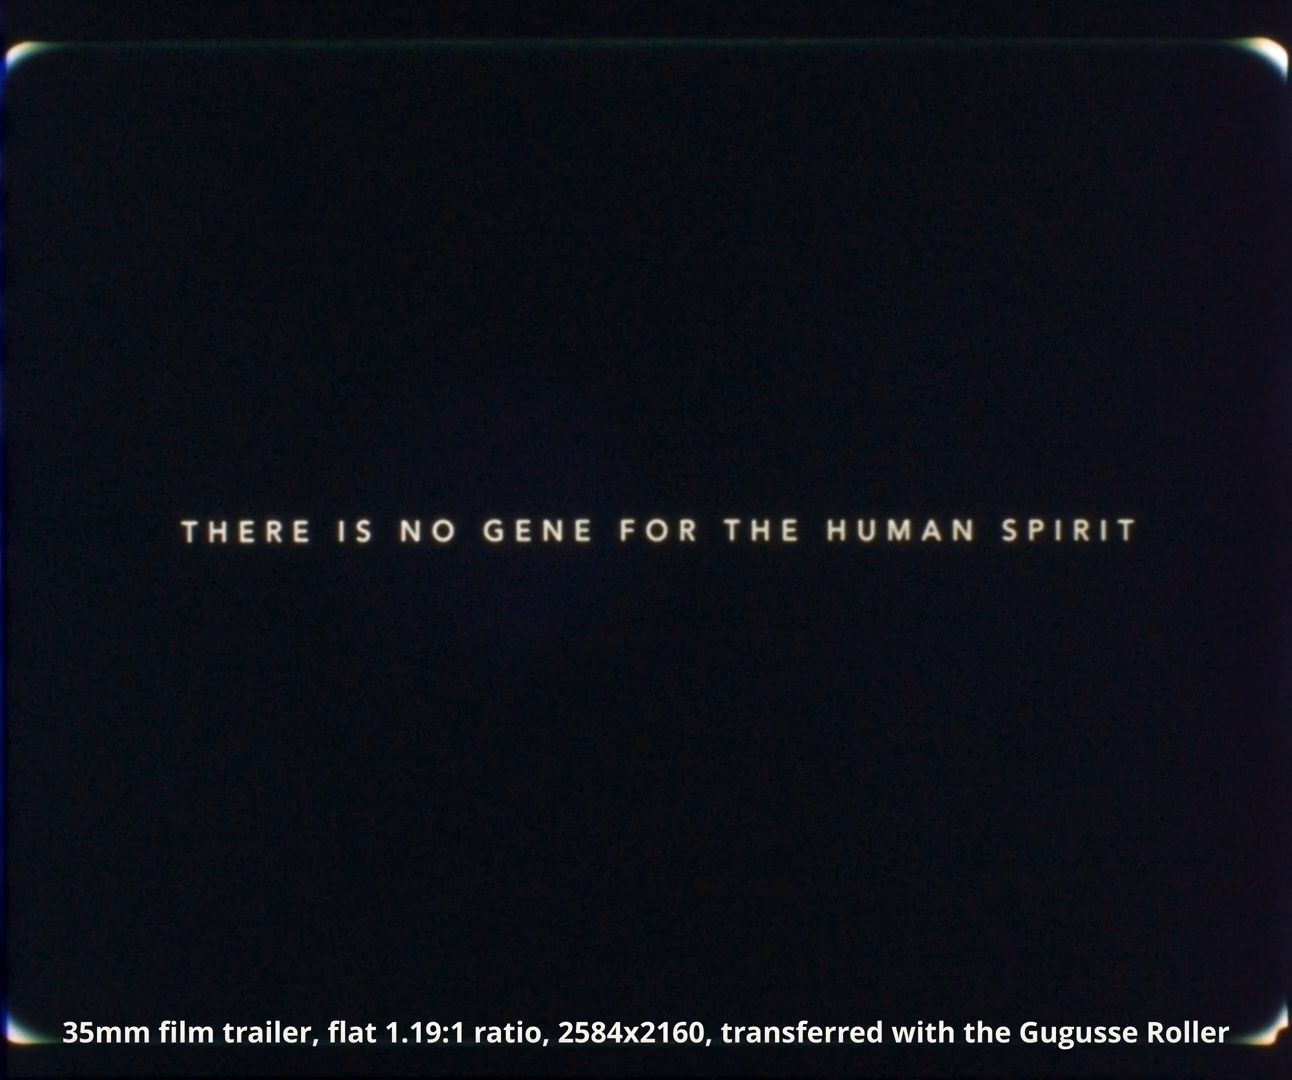 THERE IS NO GENE FOR THE HUMAN SPIRIT
35mm film trailer, flat 1.19:1 ratio, 2584x2160, transferred with the Gugusse Roller